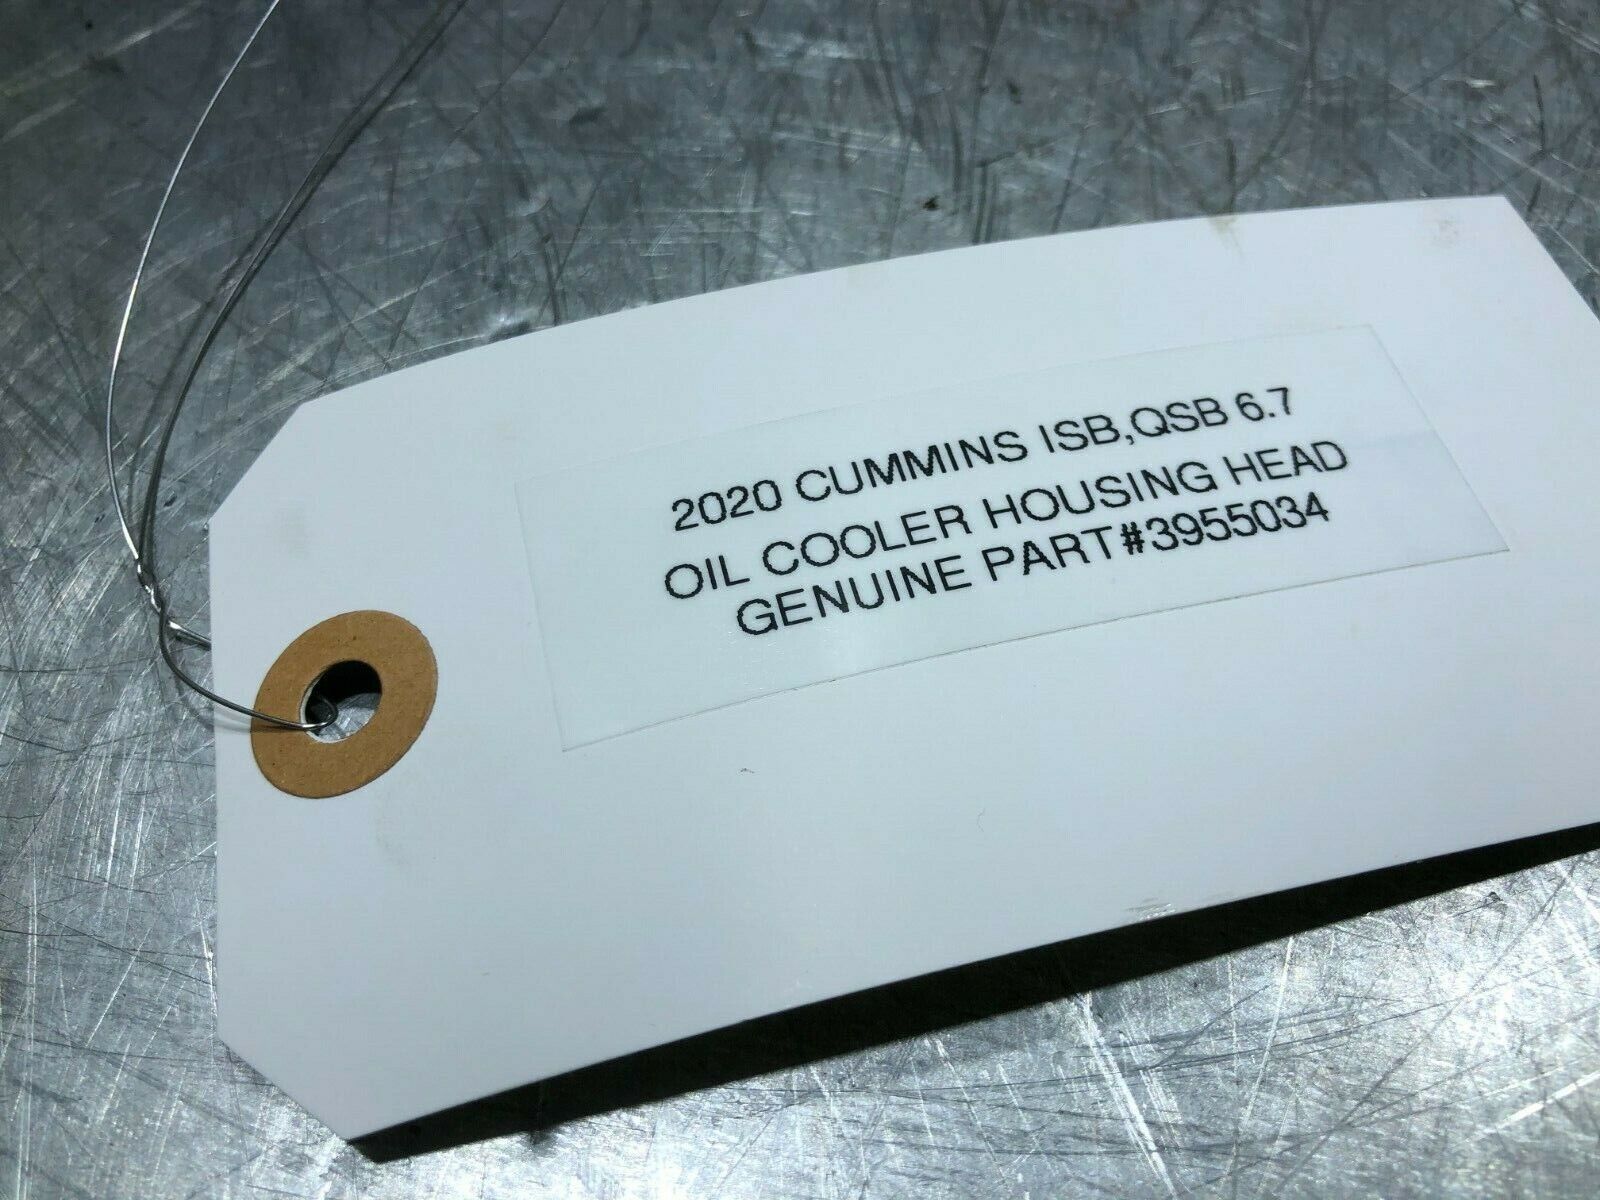 2020 CUMMINS ISB,QSB 6.7
OIL COOLER HOUSING HEAD
GENUINE PART#3955034